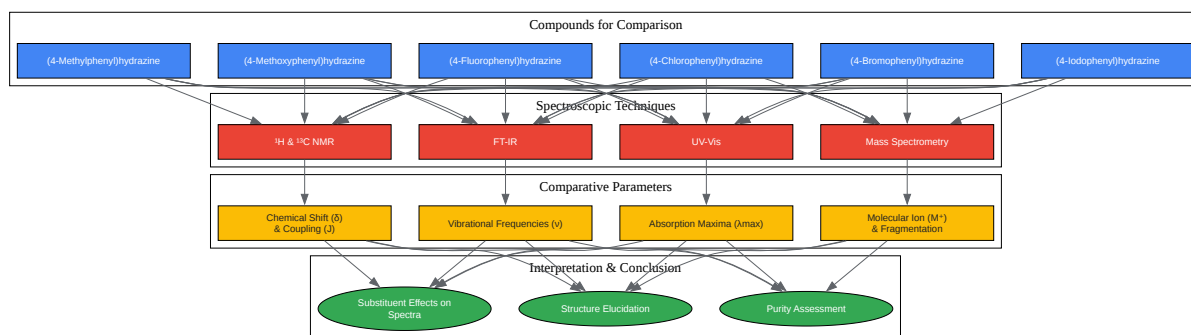 Compounds for Comparison
(4-Methylphenyl)hydrazine
(4-Methoxyphenyl)hydrazine
(4-Fluorophenyl)hydrazine
(4-Chlorophenyl)hydrazine
(4-Bromophenyl)hydrazine
(4-Iodophenyl)hydrazine
Spectroscopic Techniques
¹H & ¹³C NMR
FT-IR
UV-Vis
Mass Spectrometry
Comparative Parameters
Chemical Shift (δ)
& Coupling (J)
Vibrational Frequencies (ν)
Absorption Maxima (λmax)
Molecular Ion (M⁺)
& Fragmentation
Interpretation & Conclusion
Substituent Effects on
Spectra
Structure Elucidation
Purity Assessment